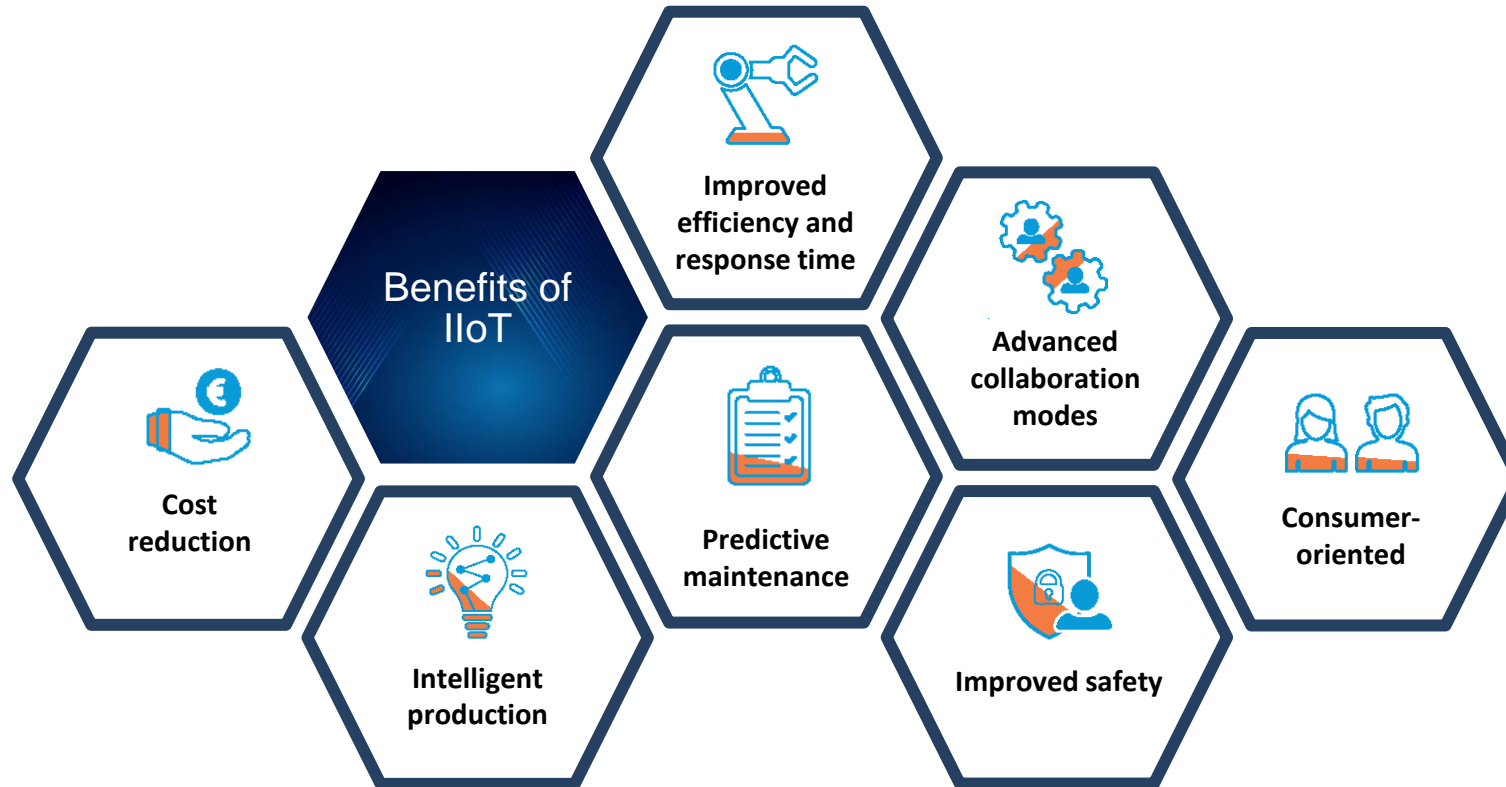 Benefits of
IIoT
Improved
efficiency and
response time
Advanced
collaboration
modes
Cost
reduction
Predictive
maintenance
Consumer-
oriented
Intelligent
production
Improved safety